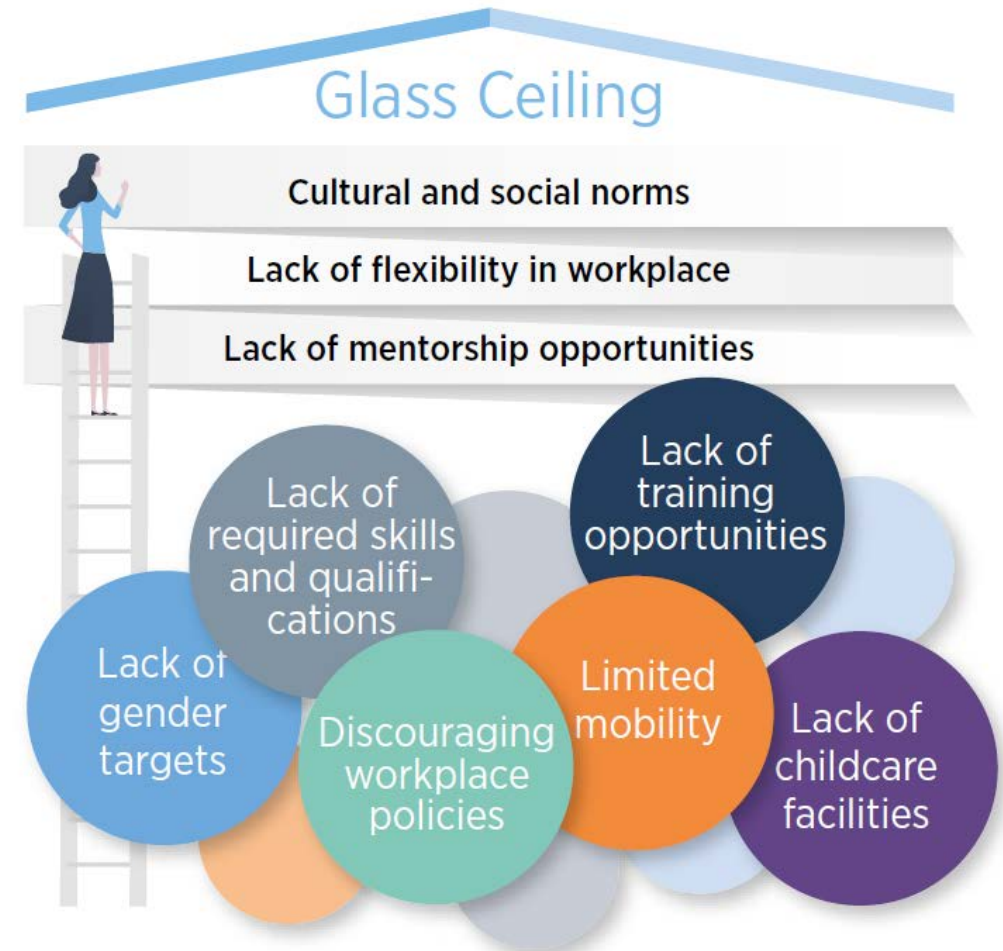 Glass Ceiling
Cultural and social norms
Lack of flexibility in workplace
Lack of mentorship opportunities
Lack of
required skills
and qualifi-
cations
Lack of
training
opportunities
Lack of
gender
targets
Discouraging
workplace
policies
Limited
mobility
Lack of
childcare
facilities